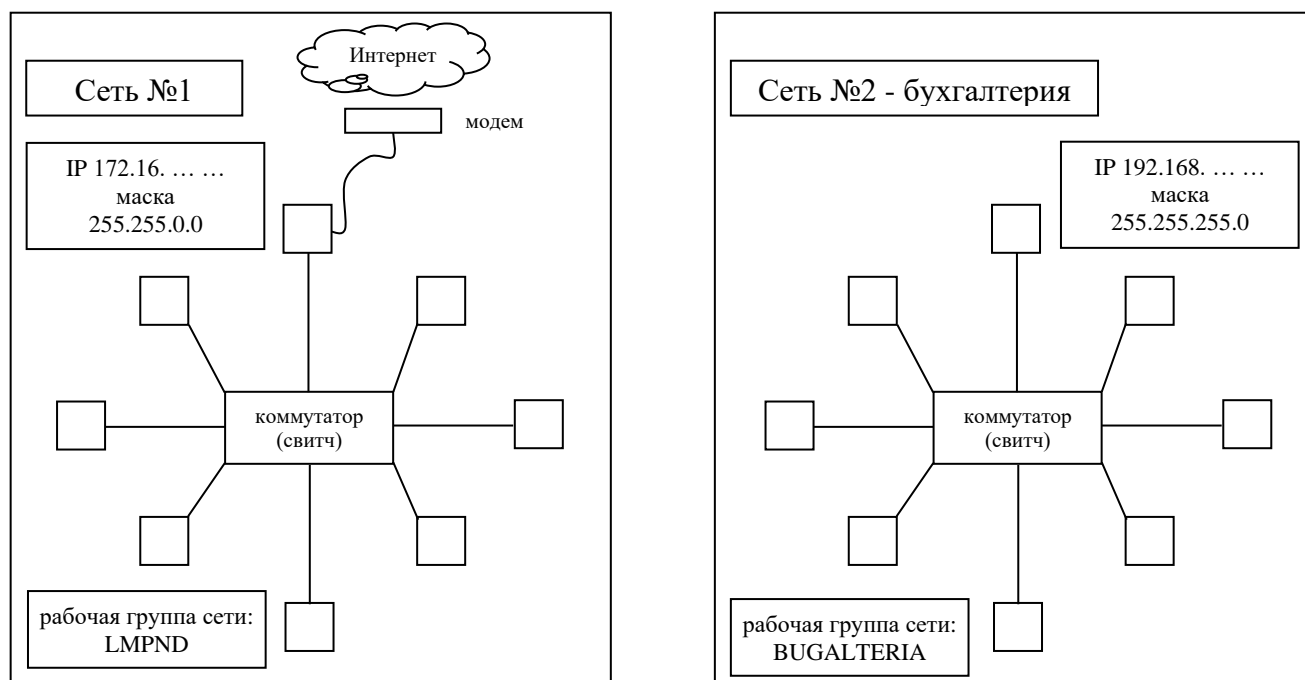 Интернет
Сеть №1
модем
IP 172.16. … …
маска
255.255.0.0
коммутатор
(свитч)
рабочая группа сети:
LMPND
Сеть №2 - бухгалтерия
IP 192.168. … …
маска
255.255.255.0
коммутатор
(свитч)
рабочая группа сети:
BUGALTERIA